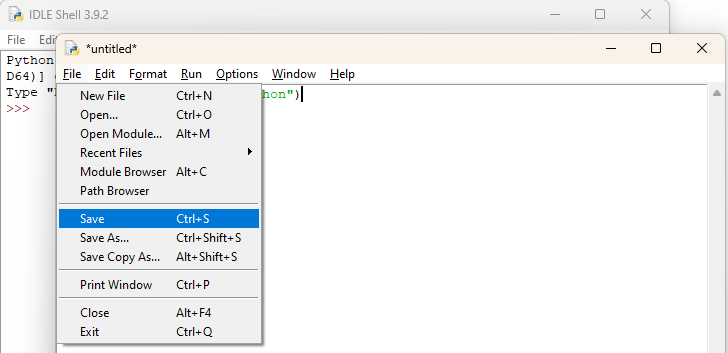 IDLE Shell 3.9.2
File
*untitled*
File Edit Format Run Options Window Help
Python
D64)]
Type
>>>
hon")
New File Ctrl+N
Open... Ctrl+O
Open Module... Alt+M
Recent Files
Module Browser Alt+C
Path Browser
Save Ctrl+S
Save As... Ctrl+Shift+S
Save Copy As... Alt+Shift+S
Print Window Ctrl+P
Close Alt+F4
Exit Ctrl+Q